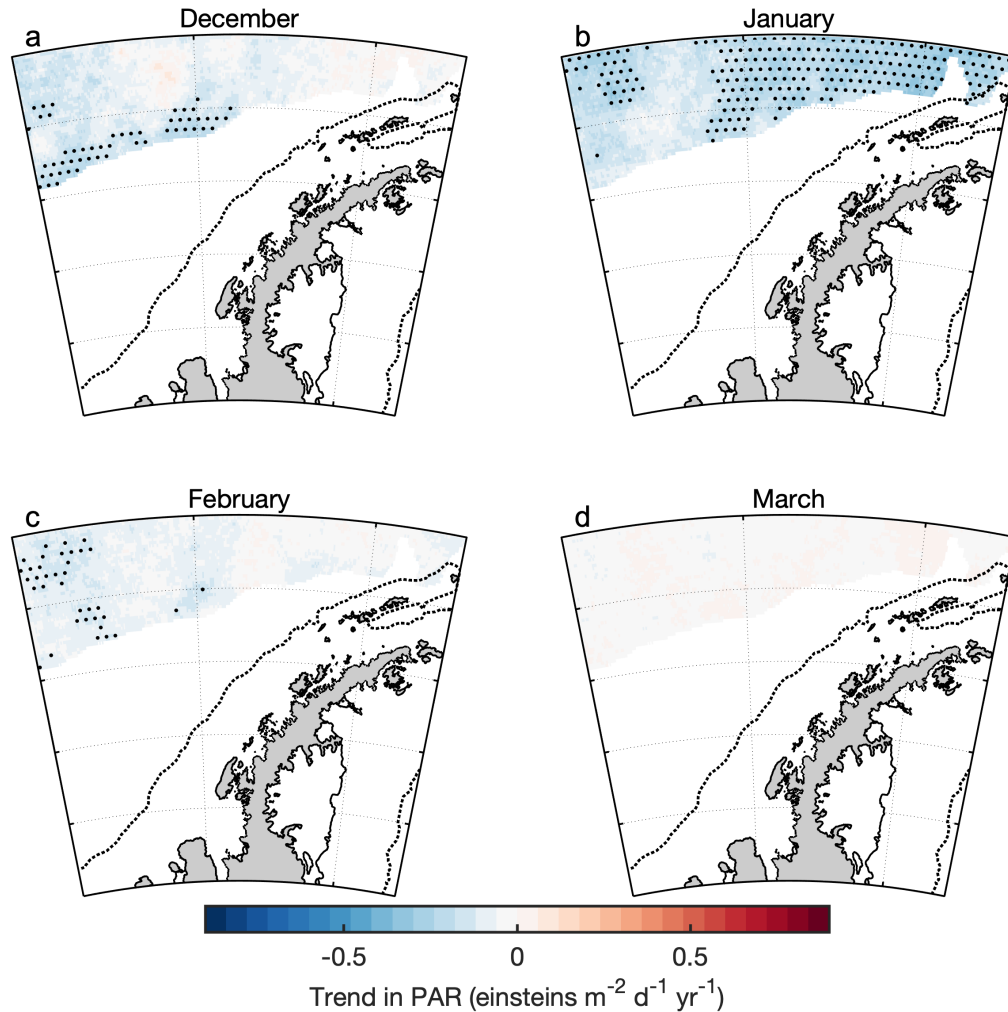 December
a
January
b
February
c
March
d
-0.5 0 0.5
Trend in PAR (einsteins m⁻² d⁻¹ yr⁻¹)